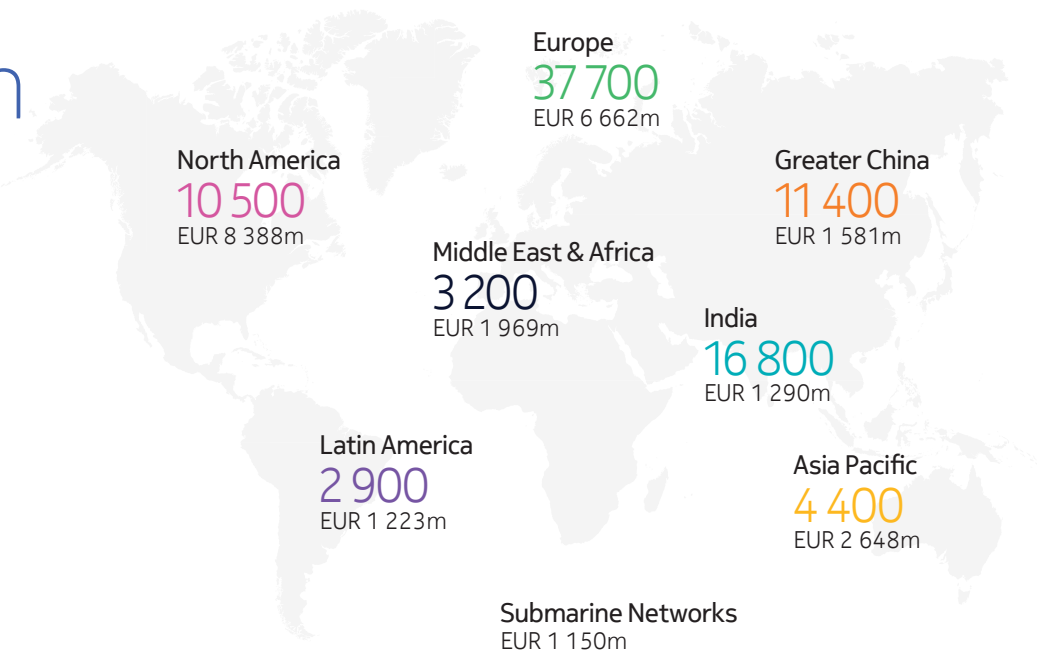 Europe
37 700
EUR 6 662m
North America
10 500
EUR 8 388m
Greater China
11 400
EUR 1 581m
Middle East & Africa
3 200
EUR 1 969m
India
16 800
EUR 1 290m
Latin America
2 900
EUR 1 223m
Asia Pacific
4 400
EUR 2 648m
Submarine Networks
EUR 1 150m